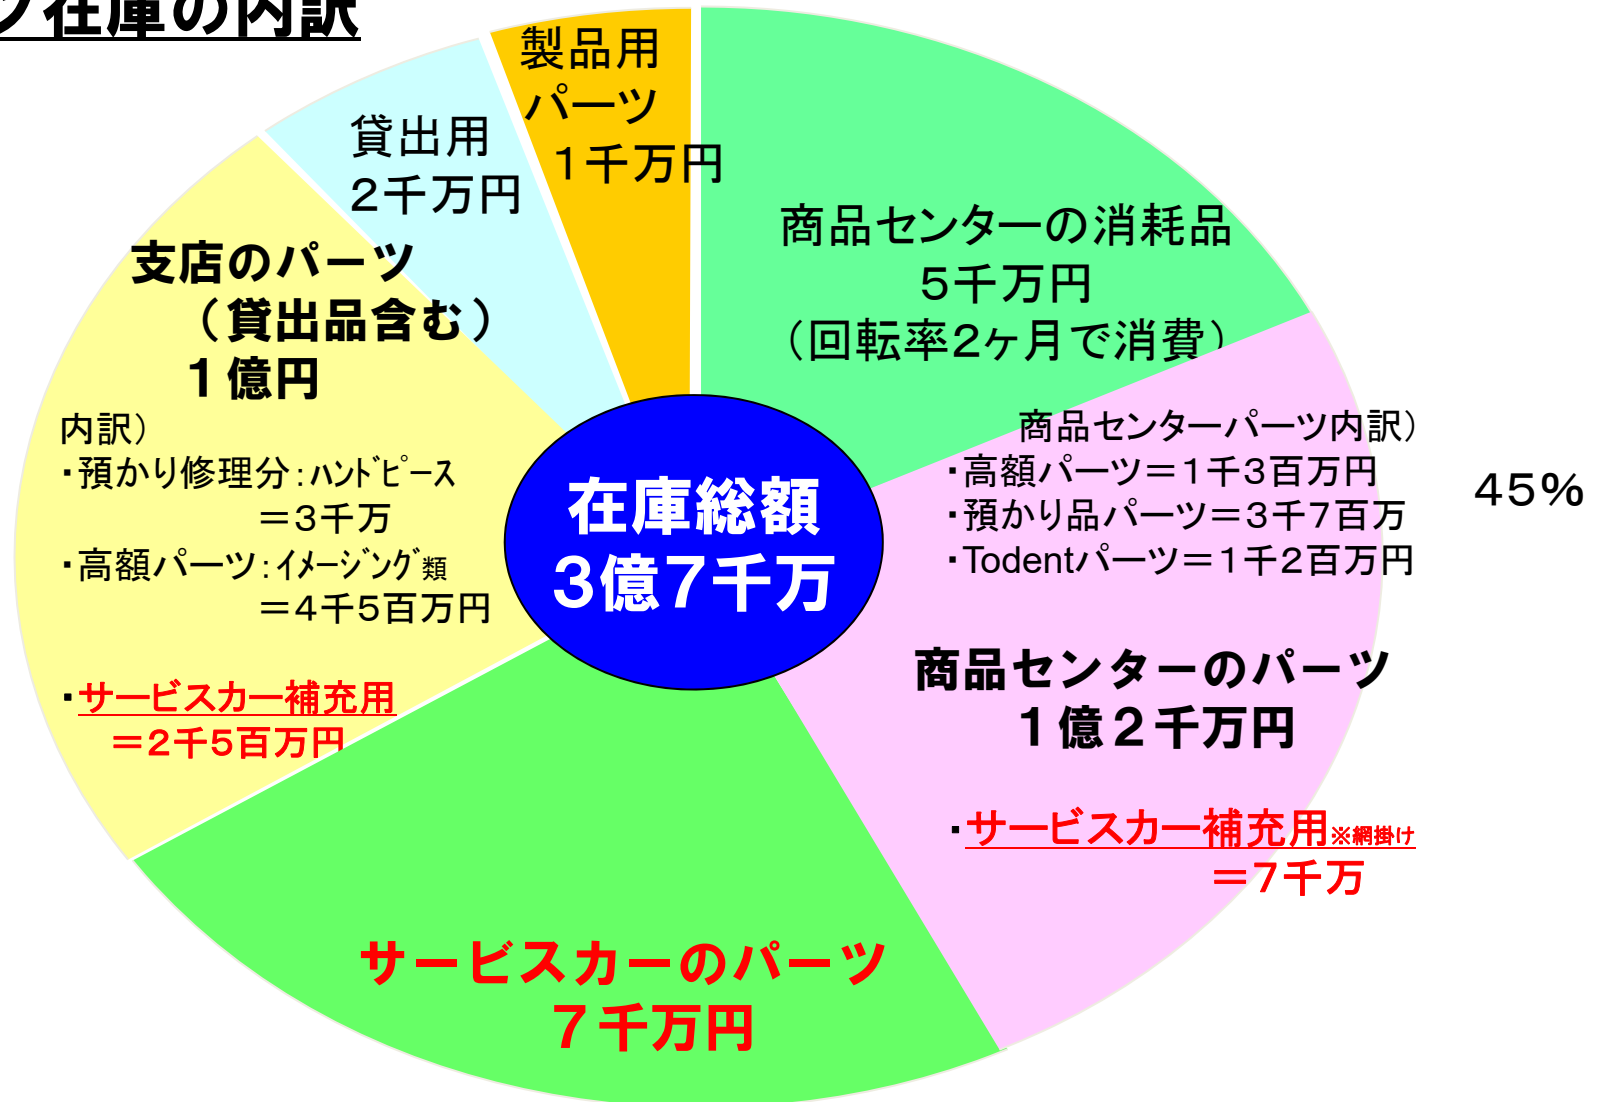 ツ在庫の内訳
製品用
パーツ
1千万円
貸出用
2千万円
商品センターの消耗品
5千万円
（回転率2ヶ月で消費）
支店のパーツ
（貸出品含む）
1億円
内訳）
・預かり修理分：ﾊﾝﾄﾞﾋﾟｰｽ
＝3千万
・高額パーツ：ｲﾒｰｼﾞﾝｸﾞ類
＝4千5百万円
・サービスカー補充用
＝2千5百万円
在庫総額
3億7千万
商品センターパーツ内訳）
・高額パーツ＝1千3百万円
・預かり品パーツ＝3千7百万
・Todentパーツ＝1千2百万円
45%
商品センターのパーツ
1億2千万円
・サービスカー補充用※網掛け
＝7千万
サービスカーのパーツ
7千万円